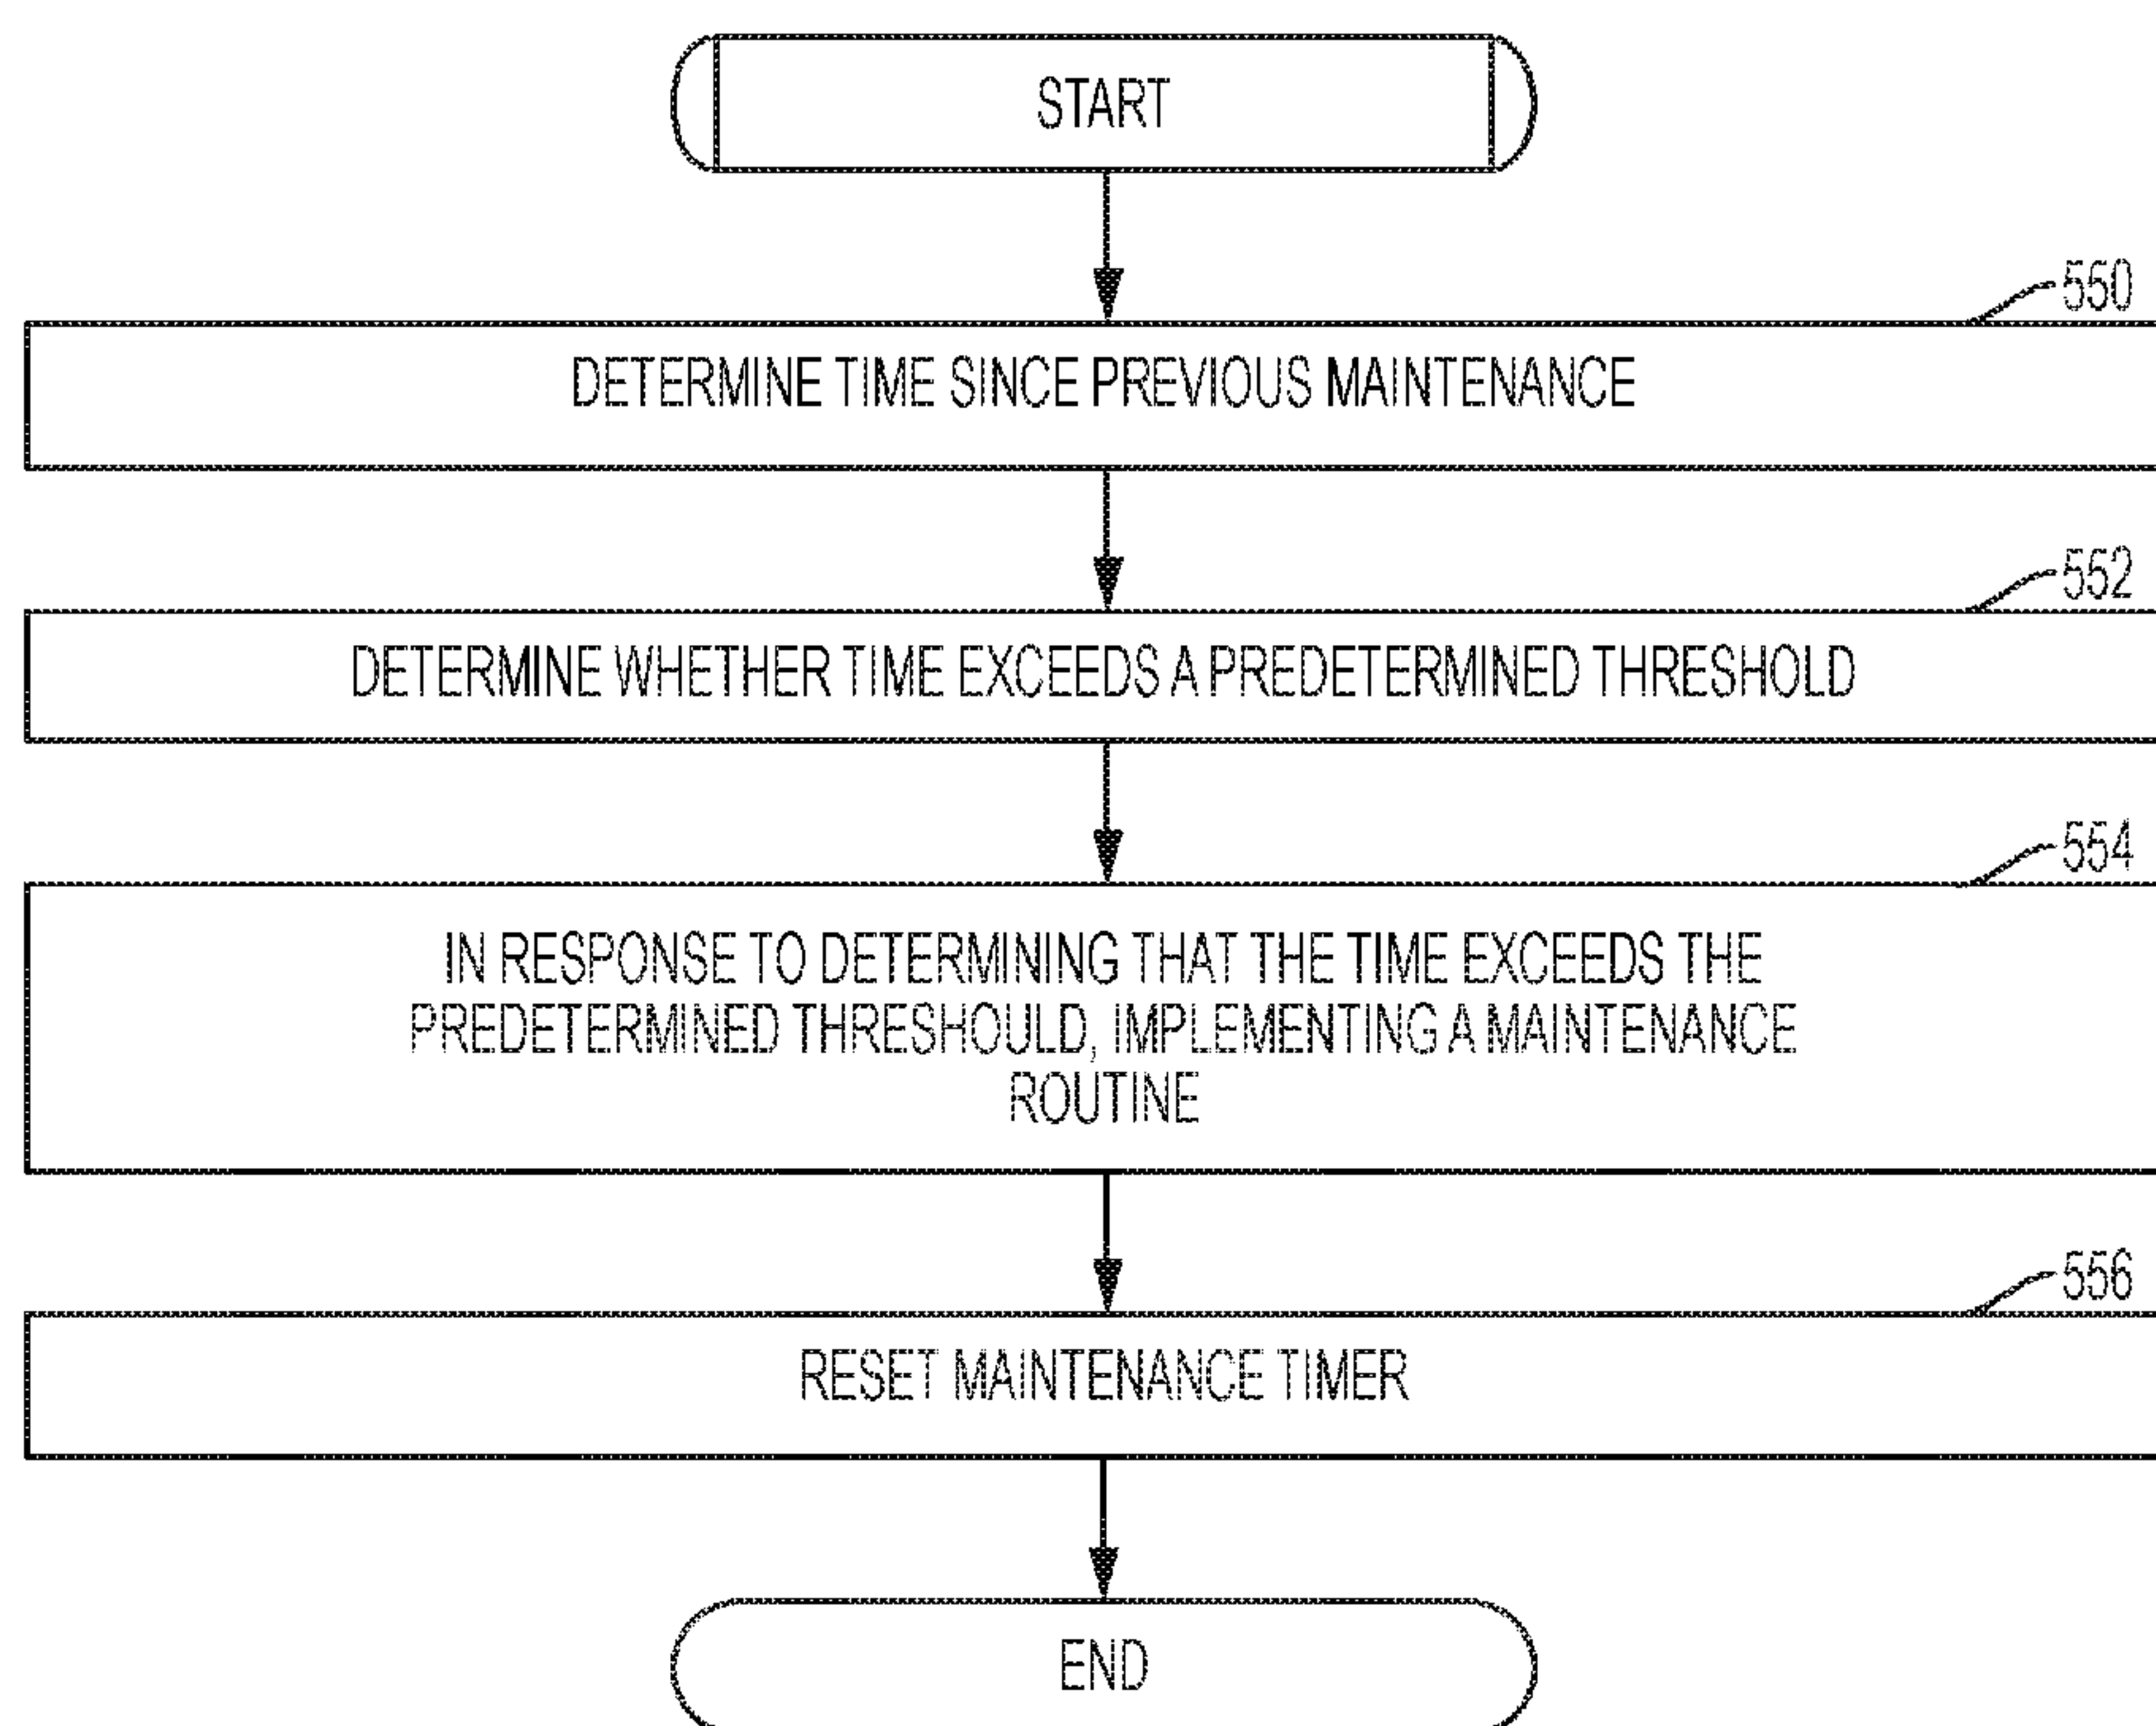 START
550
DETERMINE TIME SINCE PREVIOUS MAINTENANCE
552
DETERMINE WHETHER TIME EXCEEDS A PREDETERMINED THRESHOLD
554
IN RESPONSE TO DETERMINING THAT THE TIME EXCEEDS THE
PREDETERMINED THRESHOULD, IMPLEMENTING A MAINTENANCE
ROUTINE
556
RESET MAINTENANCE TIMER
END